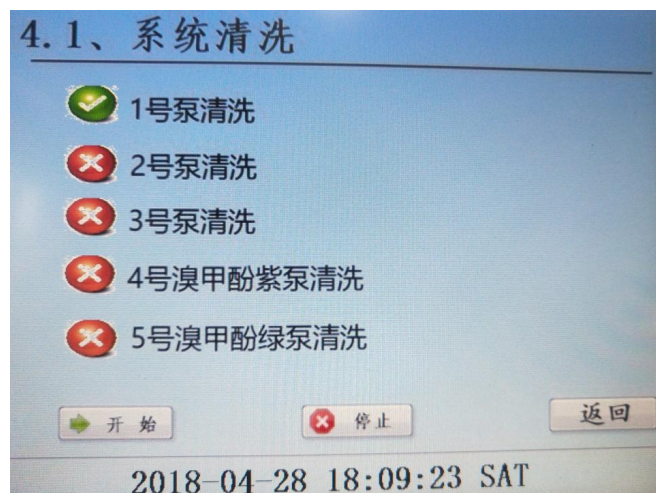 4.1、系统清洗
1号泵清洗
2号泵清洗
3号泵清洗
4号溴甲酚紫泵清洗
5号溴甲酚绿泵清洗
开始 停止 返回
2018-04-28 18:09:23 SAT